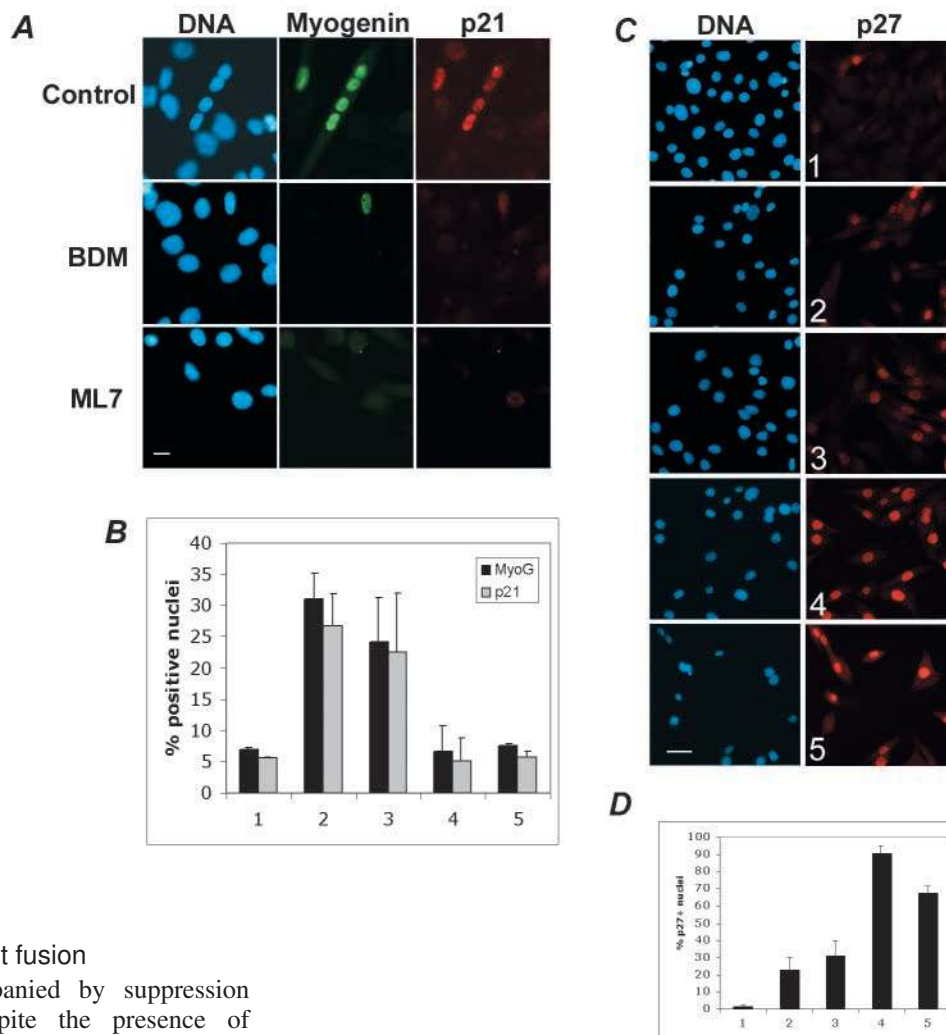 A
DNA Myogenin p21
Control
BDM
ML7
B
40
35
30
25
20
15
10
5
0
% positive nuclei
MyoG
p21
1 2 3 4 5
C
DNA p27
1
2
3
4
5
D
100
90
80
70
60
50
40
30
20
10
0
% p27+ nuclei
1 2 3 4 5
t fusion
panied by suppression
spite the presence of